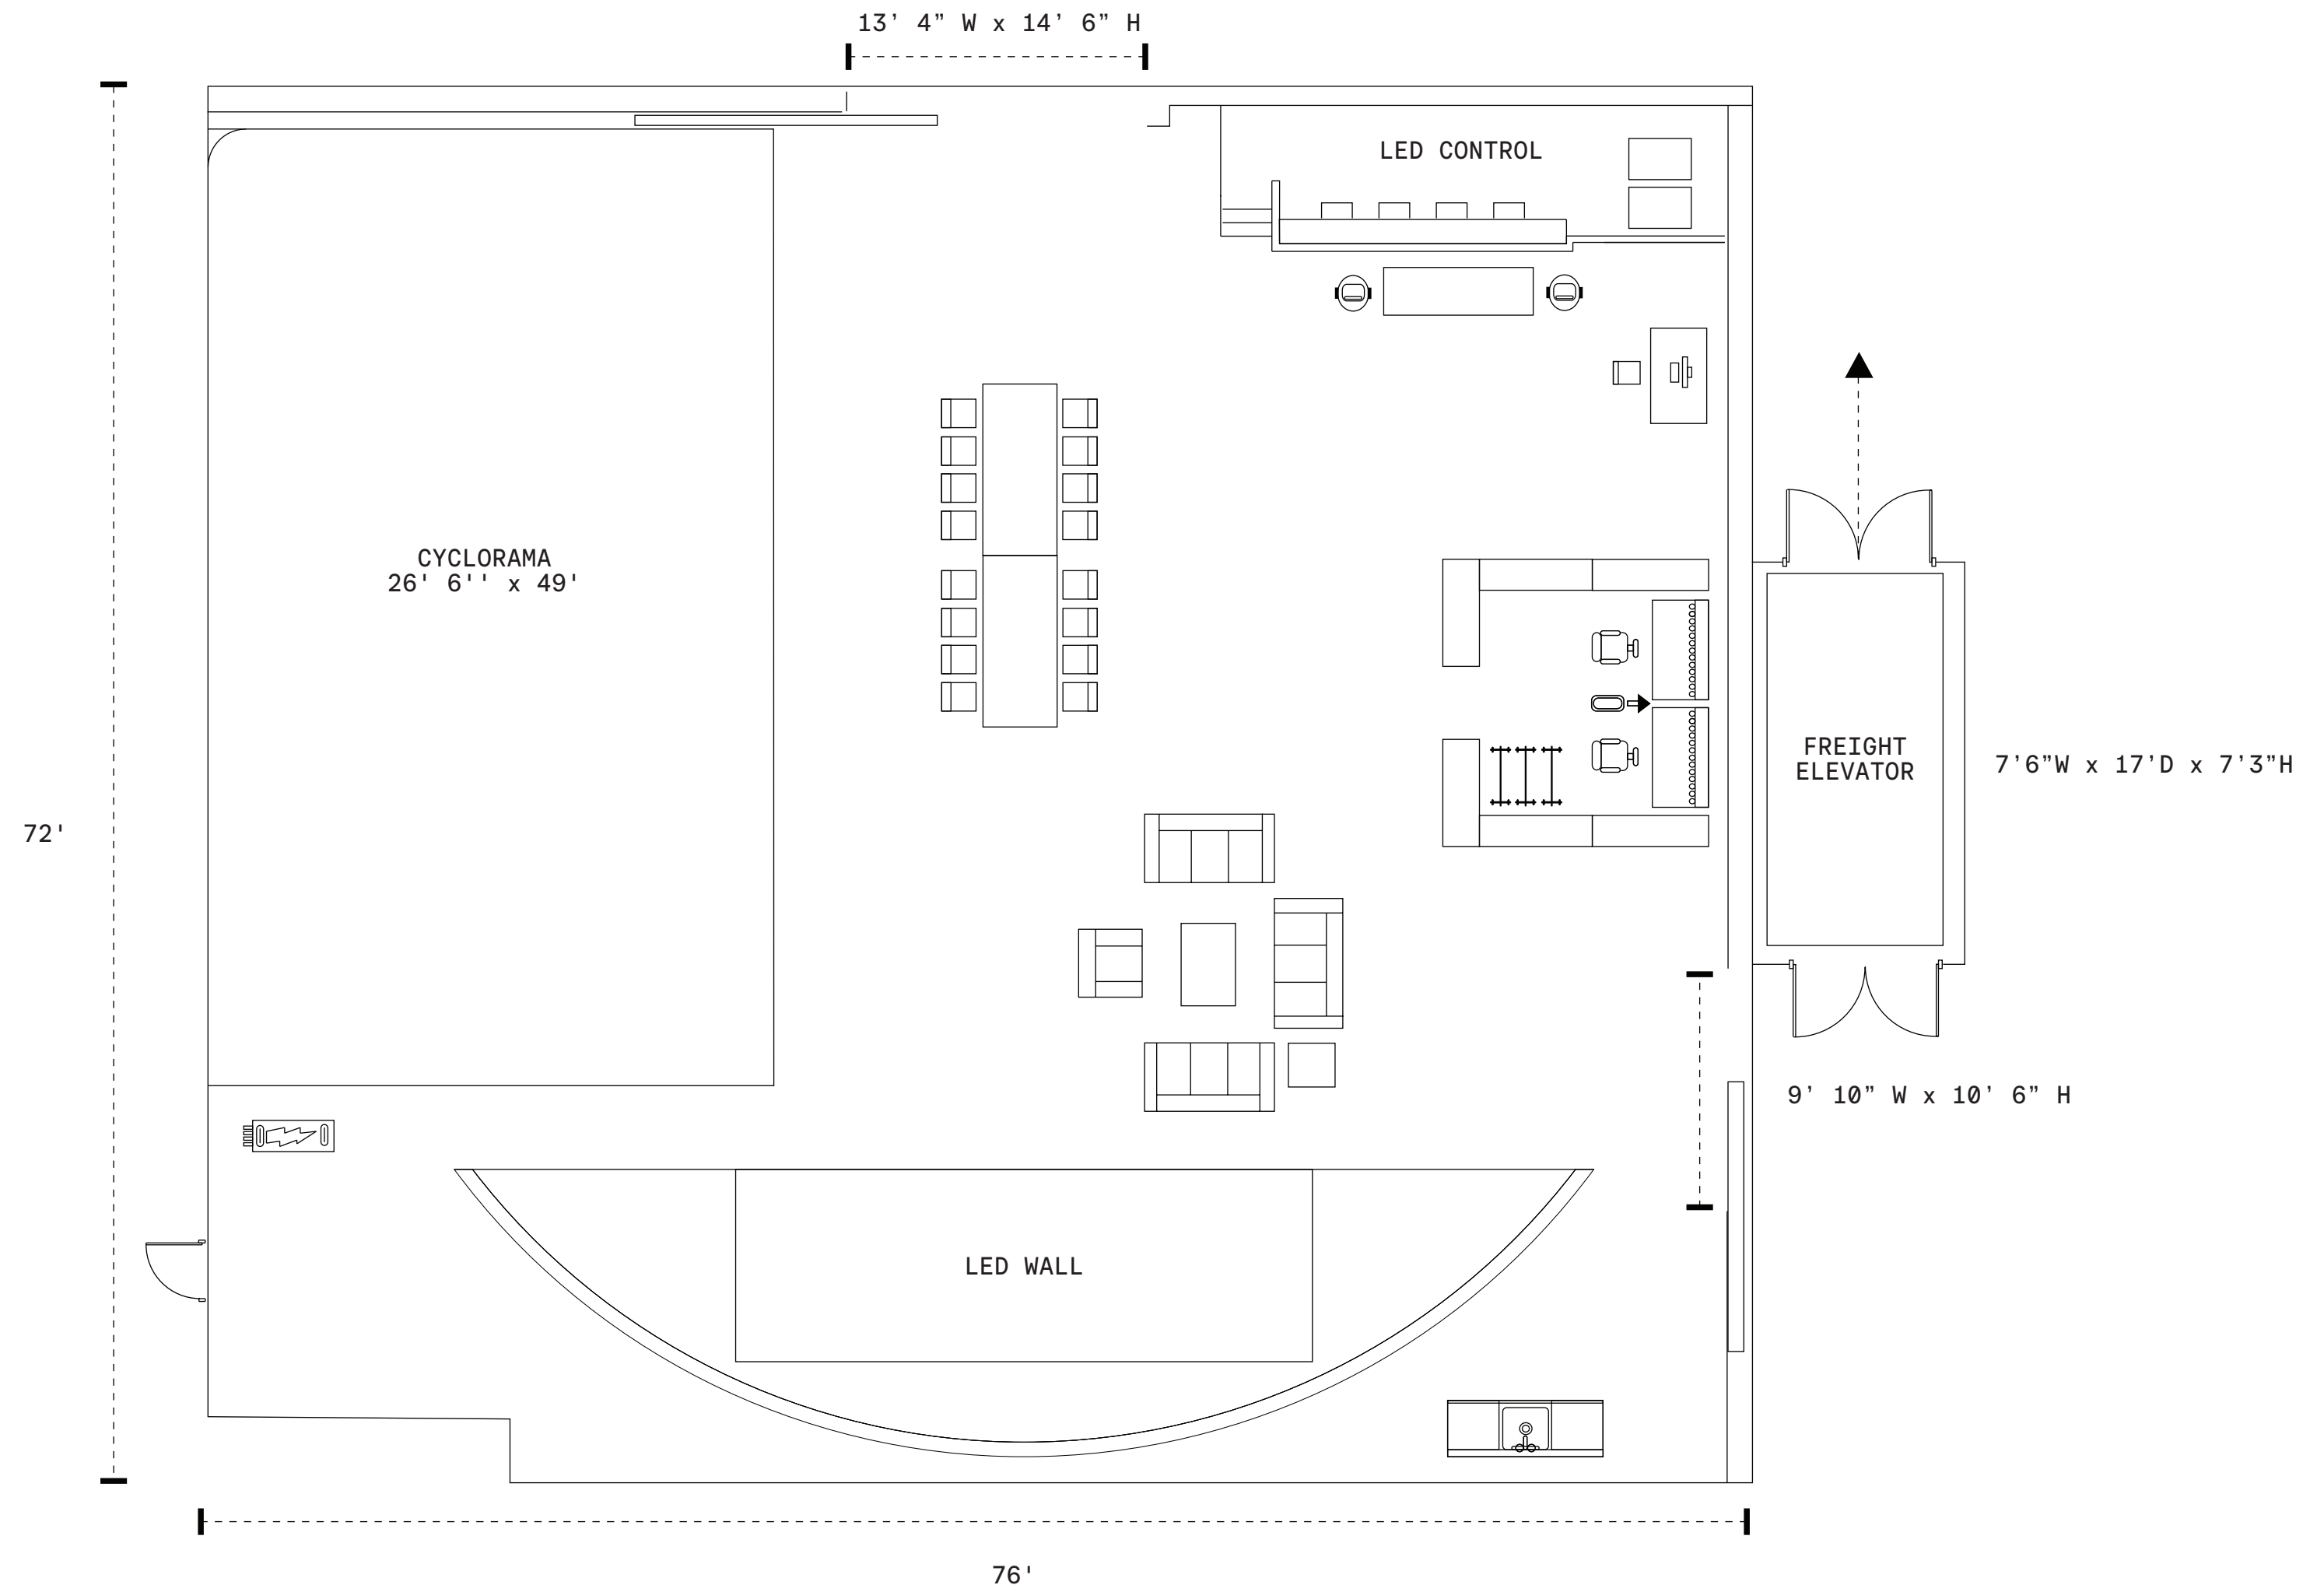 13’ 4” W x 14’ 6” H
LED CONTROL
CYCLORAMA
26' 6'' x 49'
FREIGHT
ELEVATOR
7’6”W x 17’D x 7’3”H
72'
9’ 10” W x 10’ 6” H
LED WALL
76'